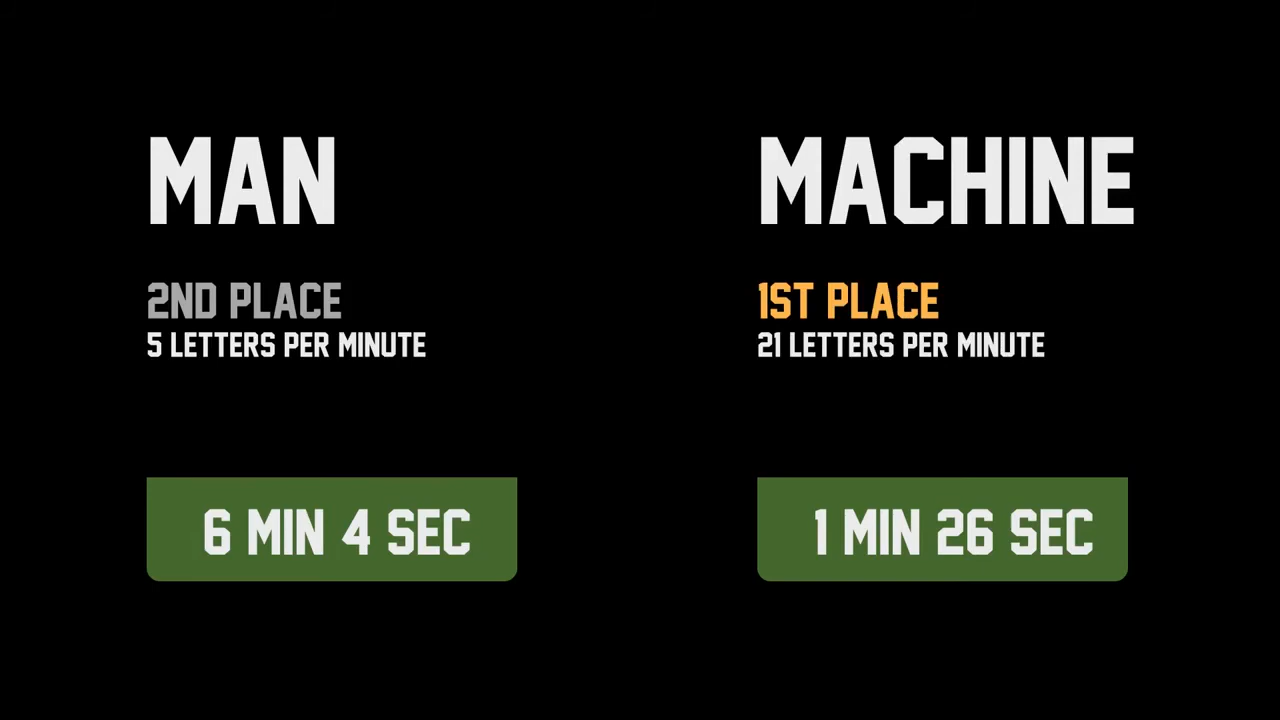 MAN
2ND PLACE
5 LETTERS PER MINUTE
6 MIN 4 SEC
MACHINE
1ST PLACE
21 LETTERS PER MINUTE
1 MIN 26 SEC